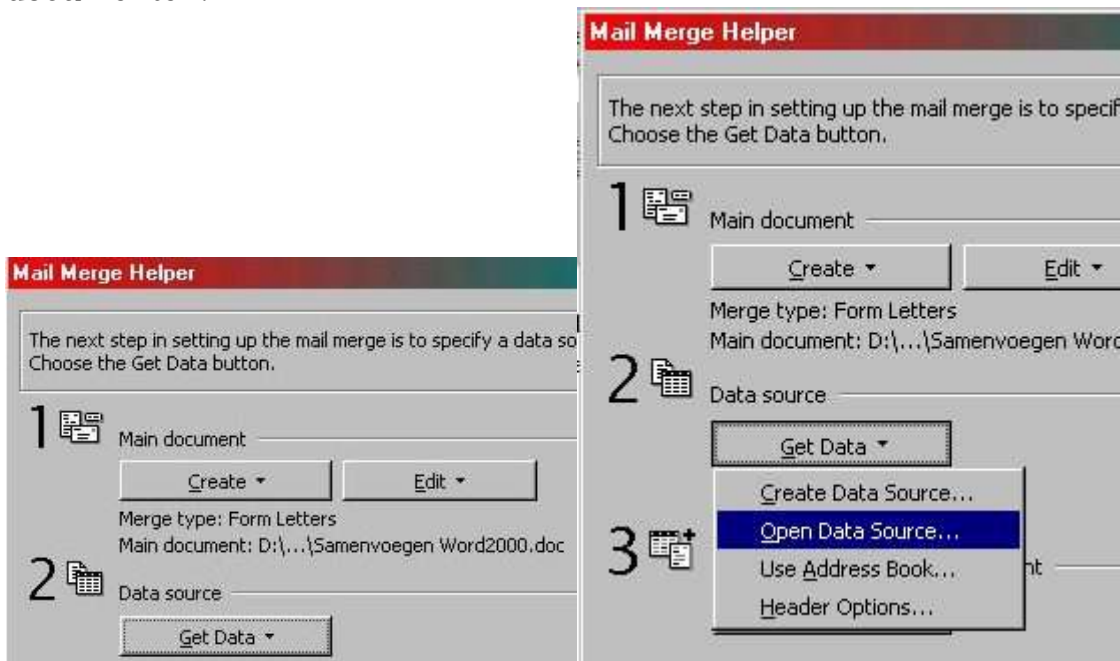 Mail Merge Helper
The next step in setting up the mail merge is to specify a data
Choose the Get Data button.
1
Main document
Create
Edit
Merge type: Form Letters
Main document: D:\...\Samenvoegen Word2000.doc
2
Data source
Get Data
Mail Merge Helper
The next step in setting up the mail merge is to
Choose the Get Data button.
1
Main document
Create
Edit
Merge type: Form Letters
Main document: D:\...\Samenvoegen
2
Data source
Get Data
Create Data Source...
Open Data Source...
3
Use Address Book...
Header Options...